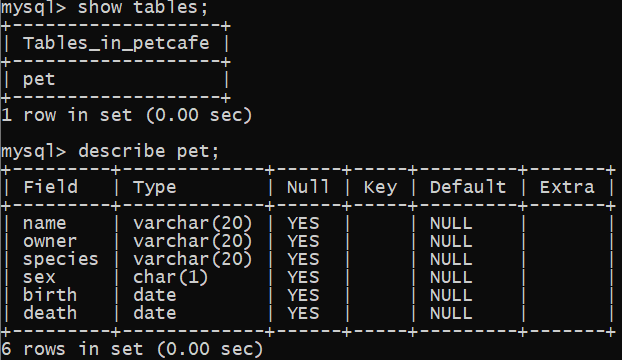 mysql> show tables;
+-------------------+
| Tables_in_petcafe |
+-------------------+
| pet               |
+-------------------+
1 row in set (0.00 sec)
mysql> describe pet;
+---------+-------------+------+-----+---------+-------+
| Field   | Type        | Null | Key | Default | Extra |
+---------+-------------+------+-----+---------+-------+
| name    | varchar(20) | YES  |     | NULL    |       |
| owner   | varchar(20) | YES  |     | NULL    |       |
| species | varchar(20) | YES  |     | NULL    |       |
| sex     | char(1)     | YES  |     | NULL    |       |
| birth   | date        | YES  |     | NULL    |       |
| death   | date        | YES  |     | NULL    |       |
+---------+-------------+------+-----+---------+-------+
6 rows in set (0.00 sec)